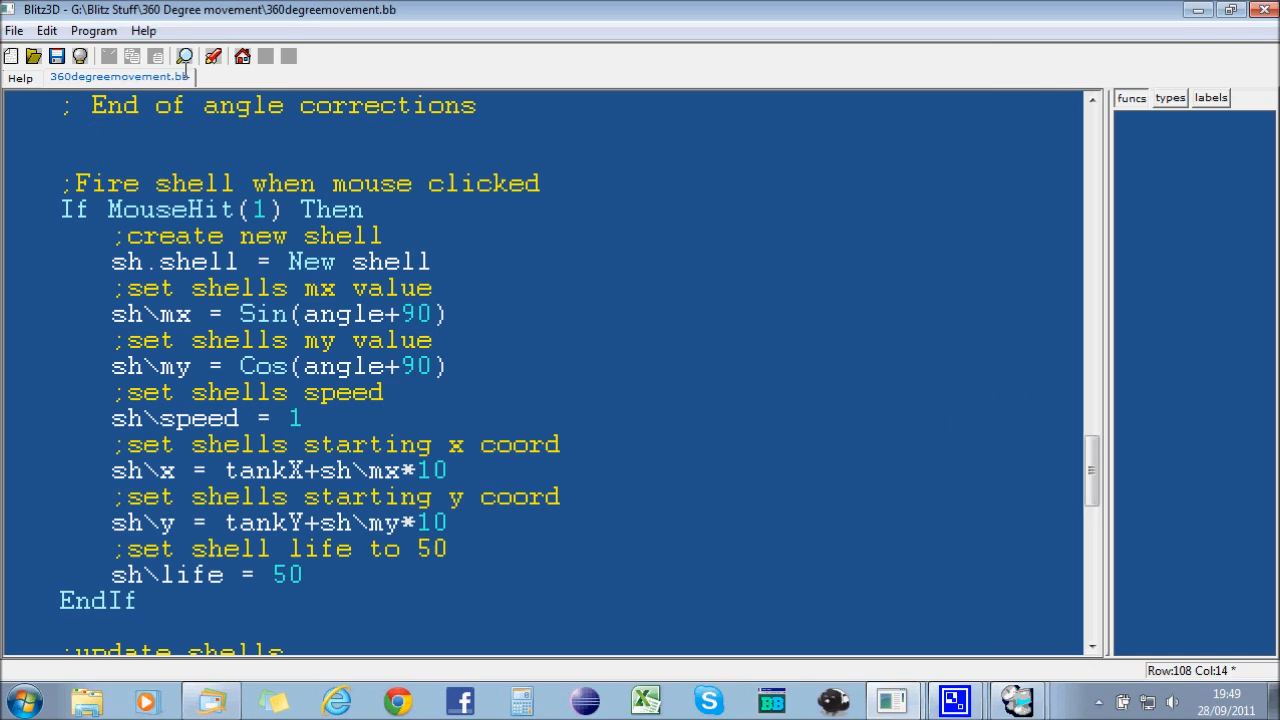 Blitz3D - G:\Blitz Stuff\360 Degree movement\360degreemovement.bb
File Edit Program Help
Help 360degreemovement.bb
funcs types labels
; End of angle corrections
;Fire shell when mouse clicked
If MouseHit(1) Then
;create new shell
sh.shell = New shell
;set shells mx value
sh\mx = Sin(angle+90)
;set shells my value
sh\my = Cos(angle+90)
;set shells speed
sh\speed = 1
;set shells starting x coord
sh\x = tankX+sh\mx*10
;set shells starting y coord
sh\y = tankY+sh\my*10
;set shell life to 50
sh\life = 50
EndIf
;update shells
Row:108 Col:14 *
BB
19:49
28/09/2011